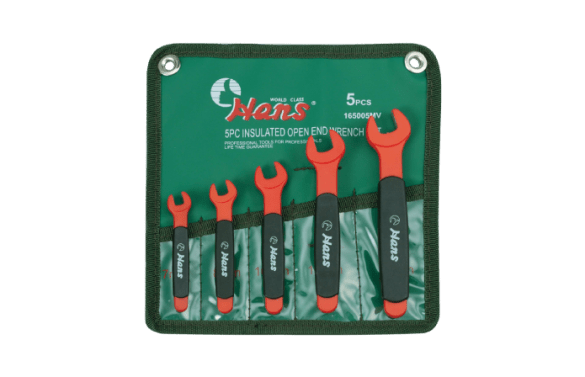 WORLD CLASS
Hans®
5PCS
165005MV
5PC INSULATED OPEN END WRENCH
PROFESSIONAL TOOLS FOR PROFESSIONALS
LIFE TIME GUARANTEE
Hans
Hans
Hans
Hans
Hans